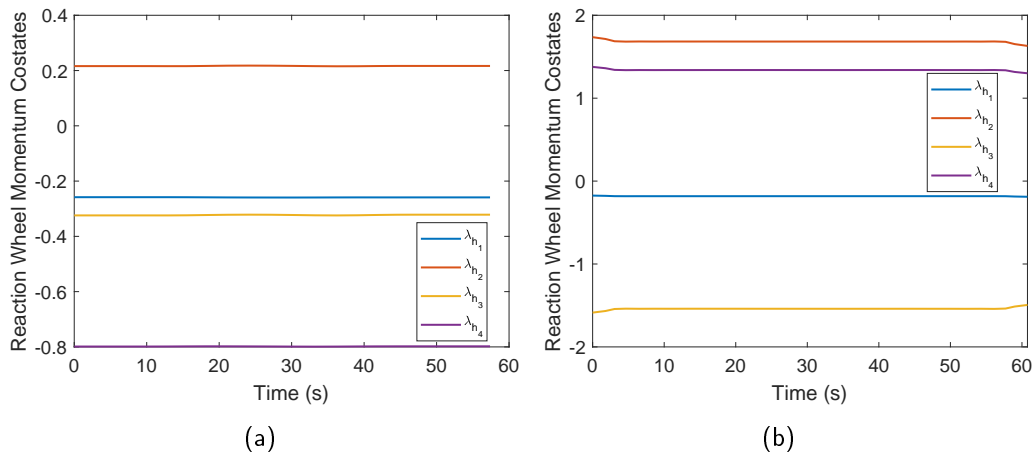 Reaction Wheel Momentum Costates
0.4
0.2
0
-0.2
-0.4
-0.6
-0.8
0 10 20 30 40 50 60
Time (s)
λh1
λh2
λh3
λh4
(a)
Reaction Wheel Momentum Costates
2
1
0
-1
-2
0 10 20 30 40 50 60
Time (s)
λh1
λh2
λh3
λh4
(b)